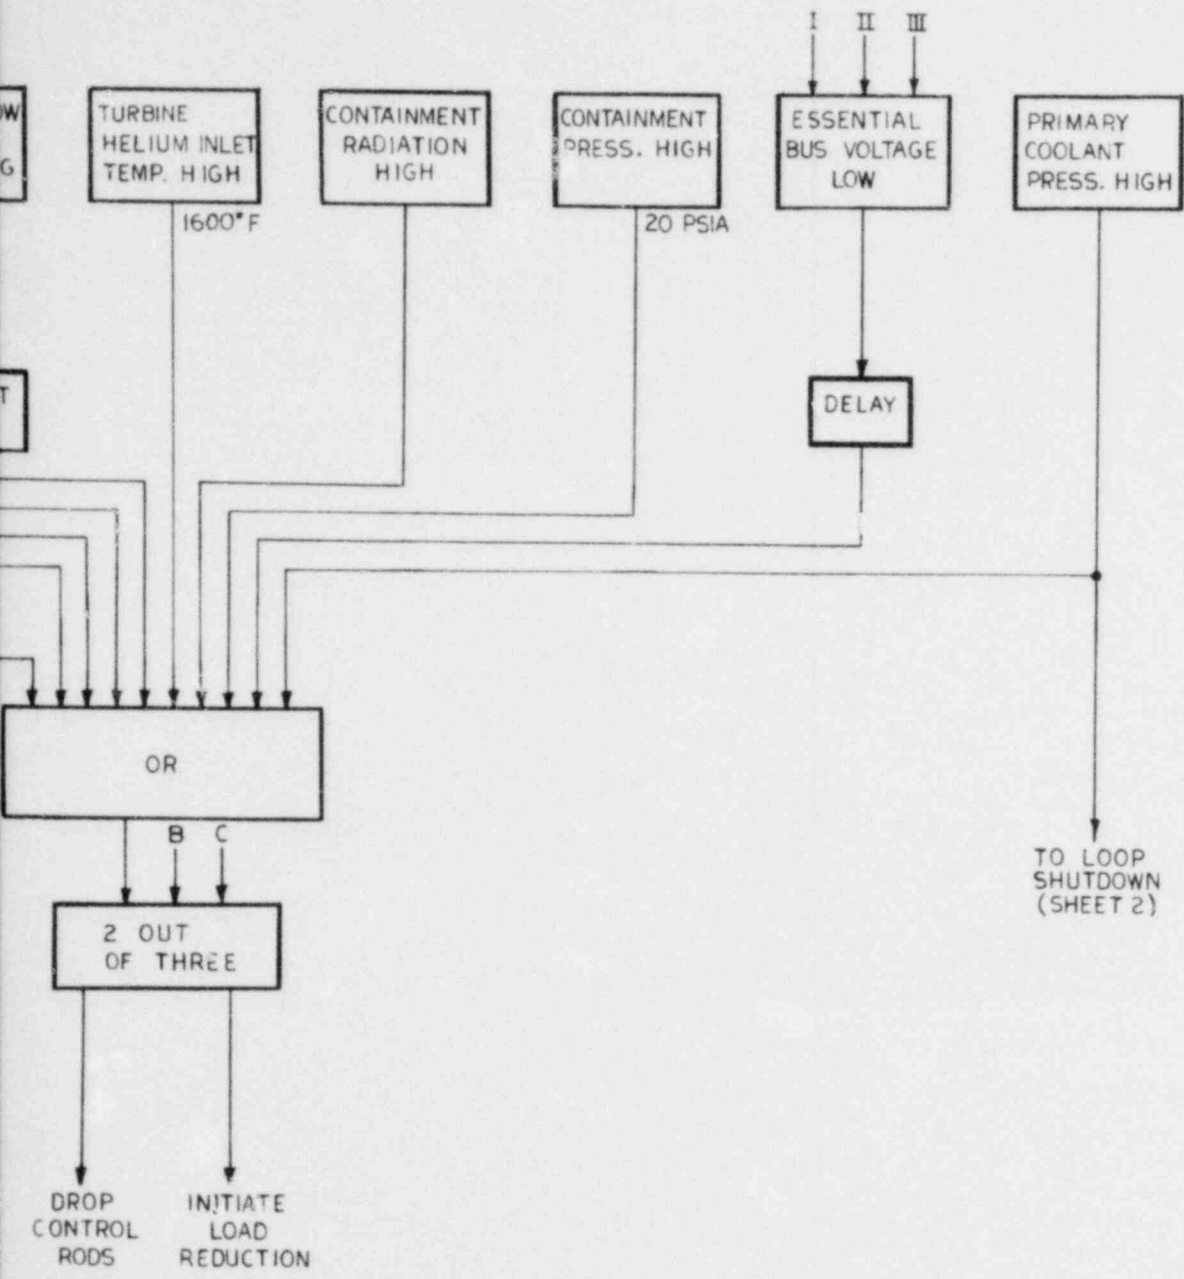 I II III
TURBINE
HELIUM INLET
TEMP. HIGH
1600°F
CONTAINMENT
RADIATION
HIGH
CONTAINMENT
PRESS. HIGH
20 PSIA
ESSENTIAL
BUS VOLTAGE
LOW
PRIMARY
COOLANT
PRESS. HIGH
G
T
DELAY
OR
B C
2 OUT
OF THREE
TO LOOP
SHUTDOWN
(SHEET 2)
DROP
CONTROL
RODS
INITIATE
LOAD
REDUCTION